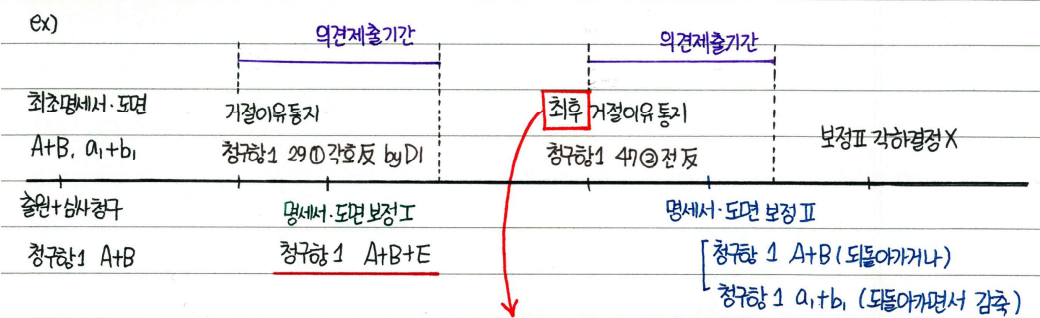 ex)
의견제출기간 의견제출기간
최초명세서·도면 거절이유통지 최후 거절이유통지
A+B, a₁+b₁ 청구항1 29① 각호 反 by D1 청구항1 47② 전 反 보정Ⅱ 각하결정 X
출원+심사청구 명세서·도면 보정Ⅰ 명세서·도면 보정Ⅱ
청구항1 A+B 청구항1 A+B+E 청구항1 A+B (되돌아가거나)
청구항1 a₁+b₁ (되돌아가면서 감축)